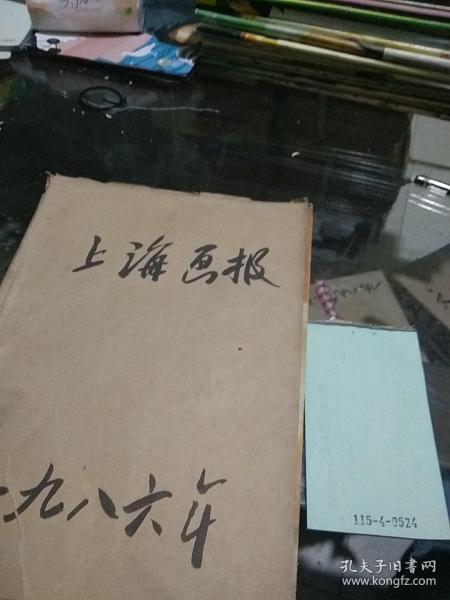 上海画报
一九八六年
115-4-0524
孔夫子旧书网
www.kongfz.com